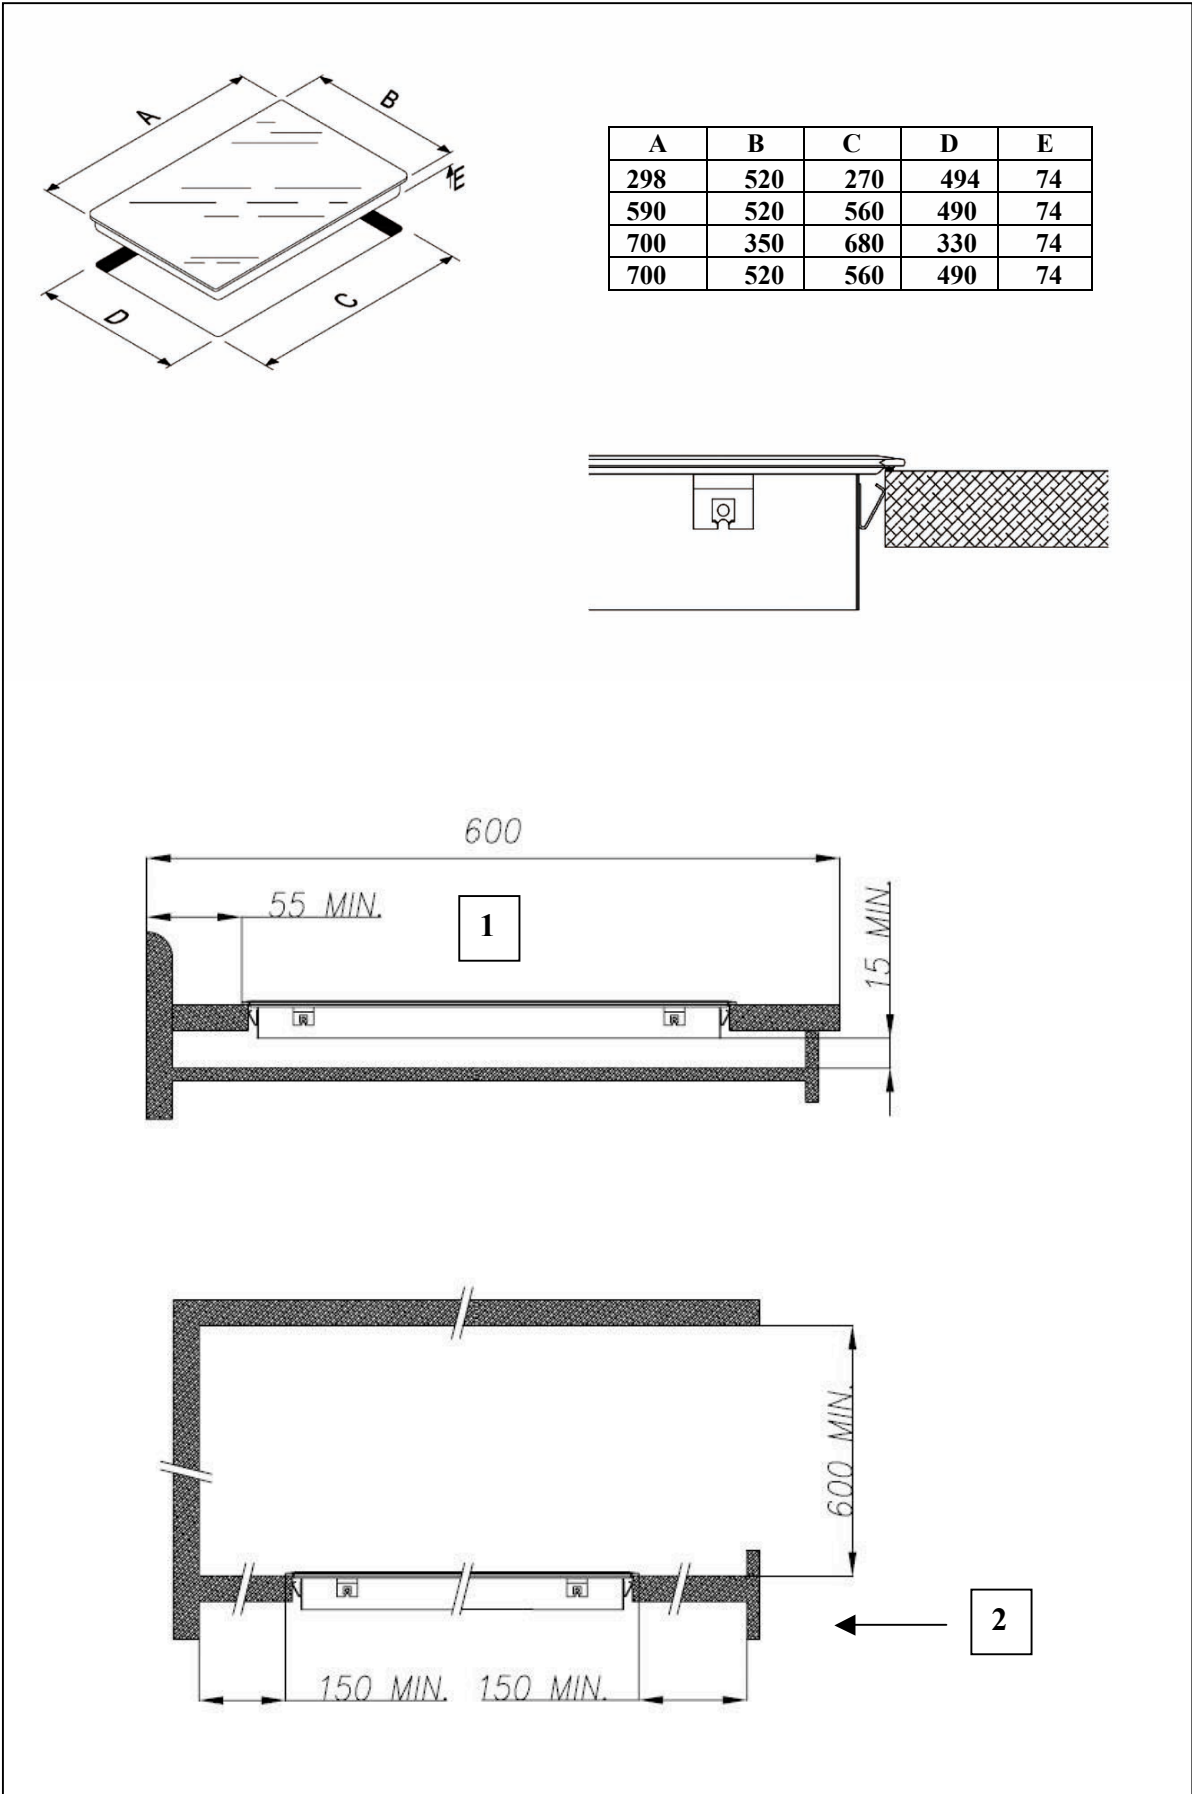 A
B
E
D
C
A B C D E
298 520 270 494 74
590 520 560 490 74
700 350 680 330 74
700 520 560 490 74
600
55 MIN.
1
15 MIN.
600 MIN.
2
150 MIN. 150 MIN.